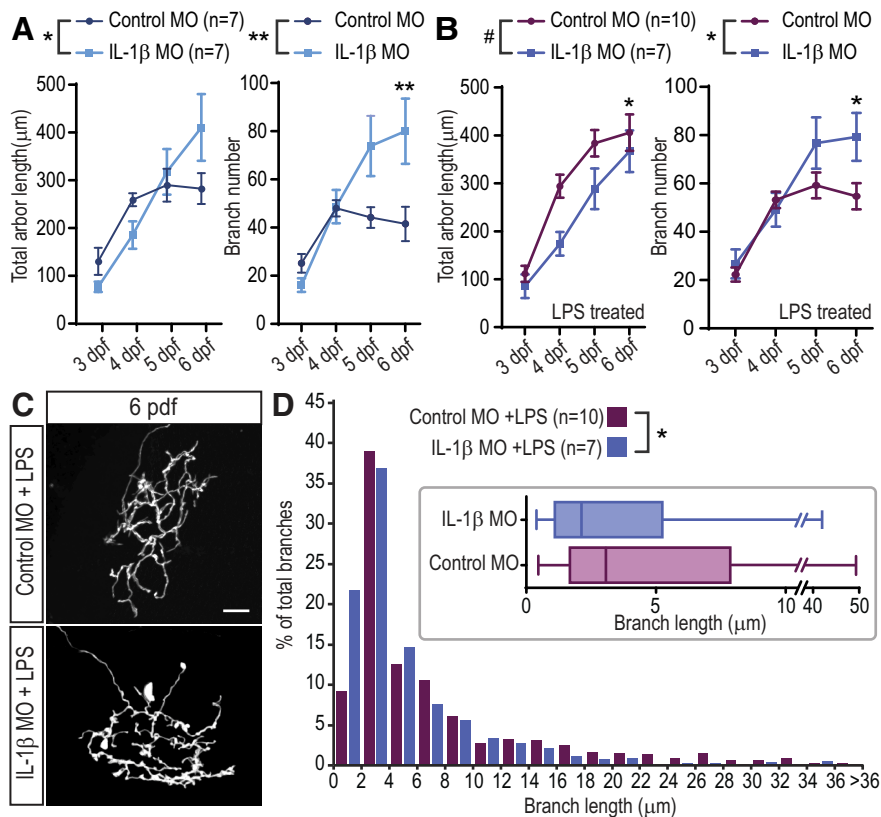 A
* Control MO (n=7)
IL-1β MO (n=7)
** Control MO
IL-1β MO
Total arbor length(μm)
500
400
300
200
100
0
3 dpf 4 dpf 5 dpf 6 dpf
Branch number
100
80
60
40
20
0
**
3 dpf 4 dpf 5 dpf 6 dpf
B
# Control MO (n=10)
IL-1β MO (n=7)
* Control MO
IL-1β MO
Total arbor length(μm)
500
400
300
200
100
0
*
LPS treated
3 dpf 4 dpf 5 dpf 6 dpf
Branch number
100
80
60
40
20
0
*
LPS treated
3 dpf 4 dpf 5 dpf 6 dpf
C
6 pdf
Control MO + LPS
IL-1β MO + LPS
D
Control MO +LPS (n=10)
IL-1β MO +LPS (n=7)
*
% of total branches
45
40
35
30
25
20
15
10
5
0
IL-1β MO
Control MO
0 5 10 40 50
Branch length (μm)
0 2 4 6 8 10 12 14 16 18 20 22 24 26 28 30 32 34 36 >36
Branch length (μm)